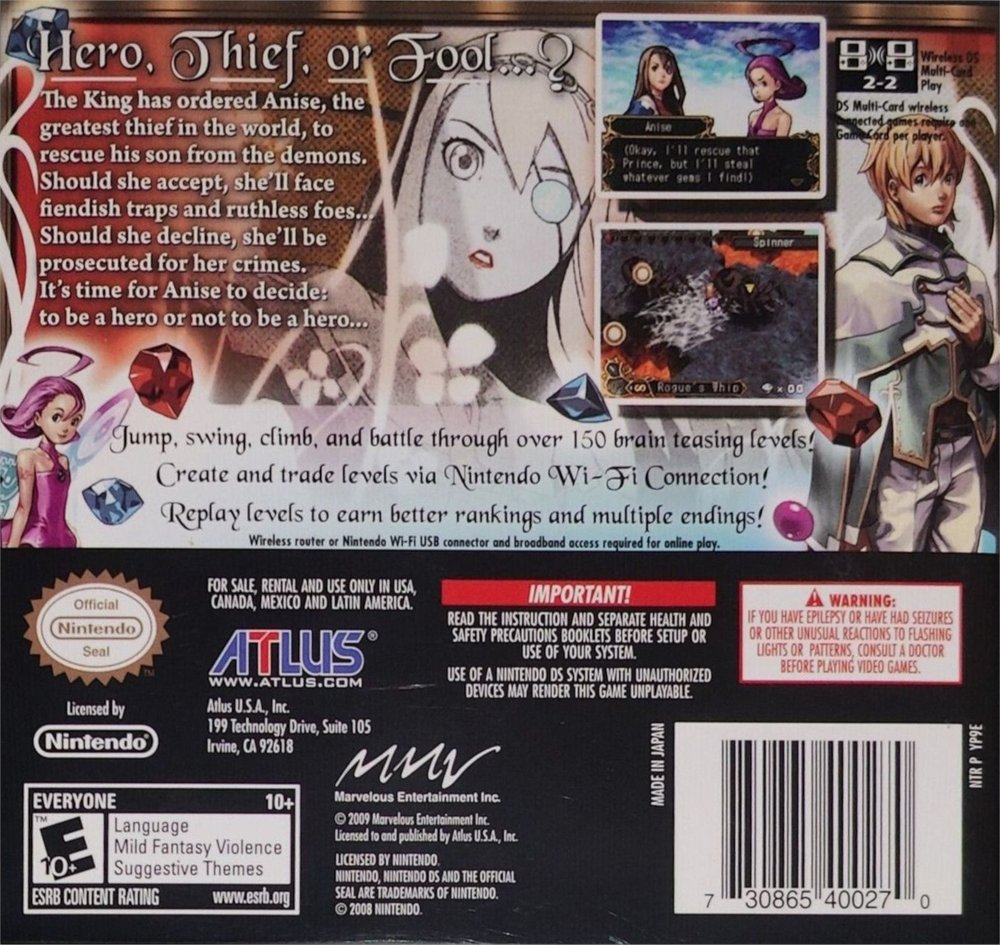 Hero, Thief, or Fool...?
The King has ordered Anise, the
greatest thief in the world, to
rescue his son from the demons.
Should she accept, she'll face
fiendish traps and ruthless foes...
Should she decline, she'll be
prosecuted for her crimes.
It's time for Anise to decide:
to be a hero or not to be a hero...
Anise
(Okay, I'll rescue that
Prince, but I'll steal
whatever gems I find!)
Spinner
Rogue's Whip
x 00
2-2
Wireless DS
Multi-Card
Play
DS Multi-Card wireless
connected games require one
Game Card per player.
Jump, swing, climb, and battle through over 150 brain teasing levels!
Create and trade levels via Nintendo Wi-Fi Connection!
Replay levels to earn better rankings and multiple endings!
Wireless router or Nintendo Wi-Fi USB connector and broadband access required for online play.
Official
Nintendo
Seal
TM
Licensed by
Nintendo®
FOR SALE, RENTAL AND USE ONLY IN USA,
CANADA, MEXICO AND LATIN AMERICA.
ATLUS®
WWW.ATLUS.COM
Atlus U.S.A., Inc.
199 Technology Drive, Suite 105
Irvine, CA 92618
IMPORTANT!
READ THE INSTRUCTION AND SEPARATE HEALTH AND
SAFETY PRECAUTIONS BOOKLETS BEFORE SETUP OR
USE OF YOUR SYSTEM.
USE OF A NINTENDO DS SYSTEM WITH UNAUTHORIZED
DEVICES MAY RENDER THIS GAME UNPLAYABLE.
WARNING:
IF YOU HAVE EPILEPSY OR HAVE HAD SEIZURES
OR OTHER UNUSUAL REACTIONS TO FLASHING
LIGHTS OR PATTERNS, CONSULT A DOCTOR
BEFORE PLAYING VIDEO GAMES.
MMV
Marvelous Entertainment Inc.
© 2009 Marvelous Entertainment Inc.
Licensed to and published by Atlus U.S.A., Inc.
LICENSED BY NINTENDO.
NINTENDO, NINTENDO DS AND THE OFFICIAL
SEAL ARE TRADEMARKS OF NINTENDO.
© 2008 NINTENDO.
EVERYONE 10+
TM
E
10+
Language
Mild Fantasy Violence
Suggestive Themes
ESRB CONTENT RATING www.esrb.org
MADE IN JAPAN
NTR P YP9E
7 30865 40027 0